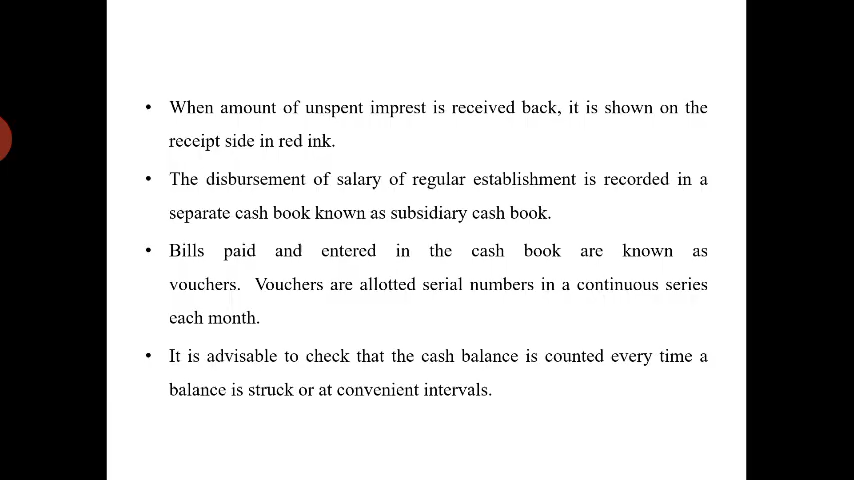 • When amount of unspent imprest is received back, it is shown on the
receipt side in red ink.
• The disbursement of salary of regular establishment is recorded in a
separate cash book known as subsidiary cash book.
• Bills paid and entered in the cash book are known as
vouchers. Vouchers are allotted serial numbers in a continuous series
each month.
• It is advisable to check that the cash balance is counted every time a
balance is struck or at convenient intervals.